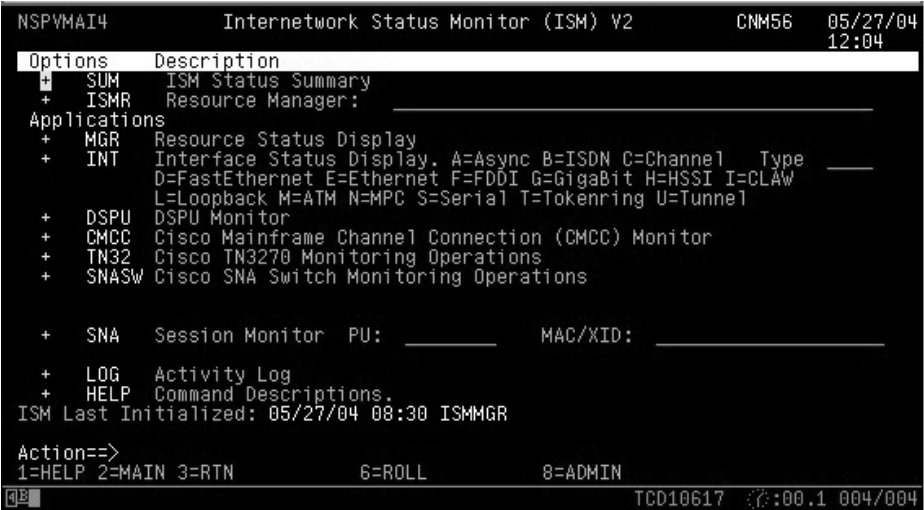 NSPVMAI4 Internetwork Status Monitor (ISM) V2 CNM56 05/27/04
12:04
Options Description
+ SUM ISM Status Summary
+ ISMR Resource Manager:
Applications
+ MGR Resource Status Display
+ INT Interface Status Display. A=Async B=ISDN C=Channel Type
D=FastEthernet E=Ethernet F=FDDI G=GigaBit H=HSSI I=CLAW
L=Loopback M=ATM N=MPC S=Serial T=Tokenring U=Tunnel
+ DSPU DSPU Monitor
+ CMCC Cisco Mainframe Channel Connection (CMCC) Monitor
+ TN32 Cisco TN3270 Monitoring Operations
+ SNASW Cisco SNA Switch Monitoring Operations
+ SNA Session Monitor PU: MAC/XID:
+ LOG Activity Log
+ HELP Command Descriptions.
ISM Last Initialized: 05/27/04 08:30 ISMMGR
Action==>
1=HELP 2=MAIN 3=RTN 6=ROLL 8=ADMIN
4B TCD10617 :00.1 004/004